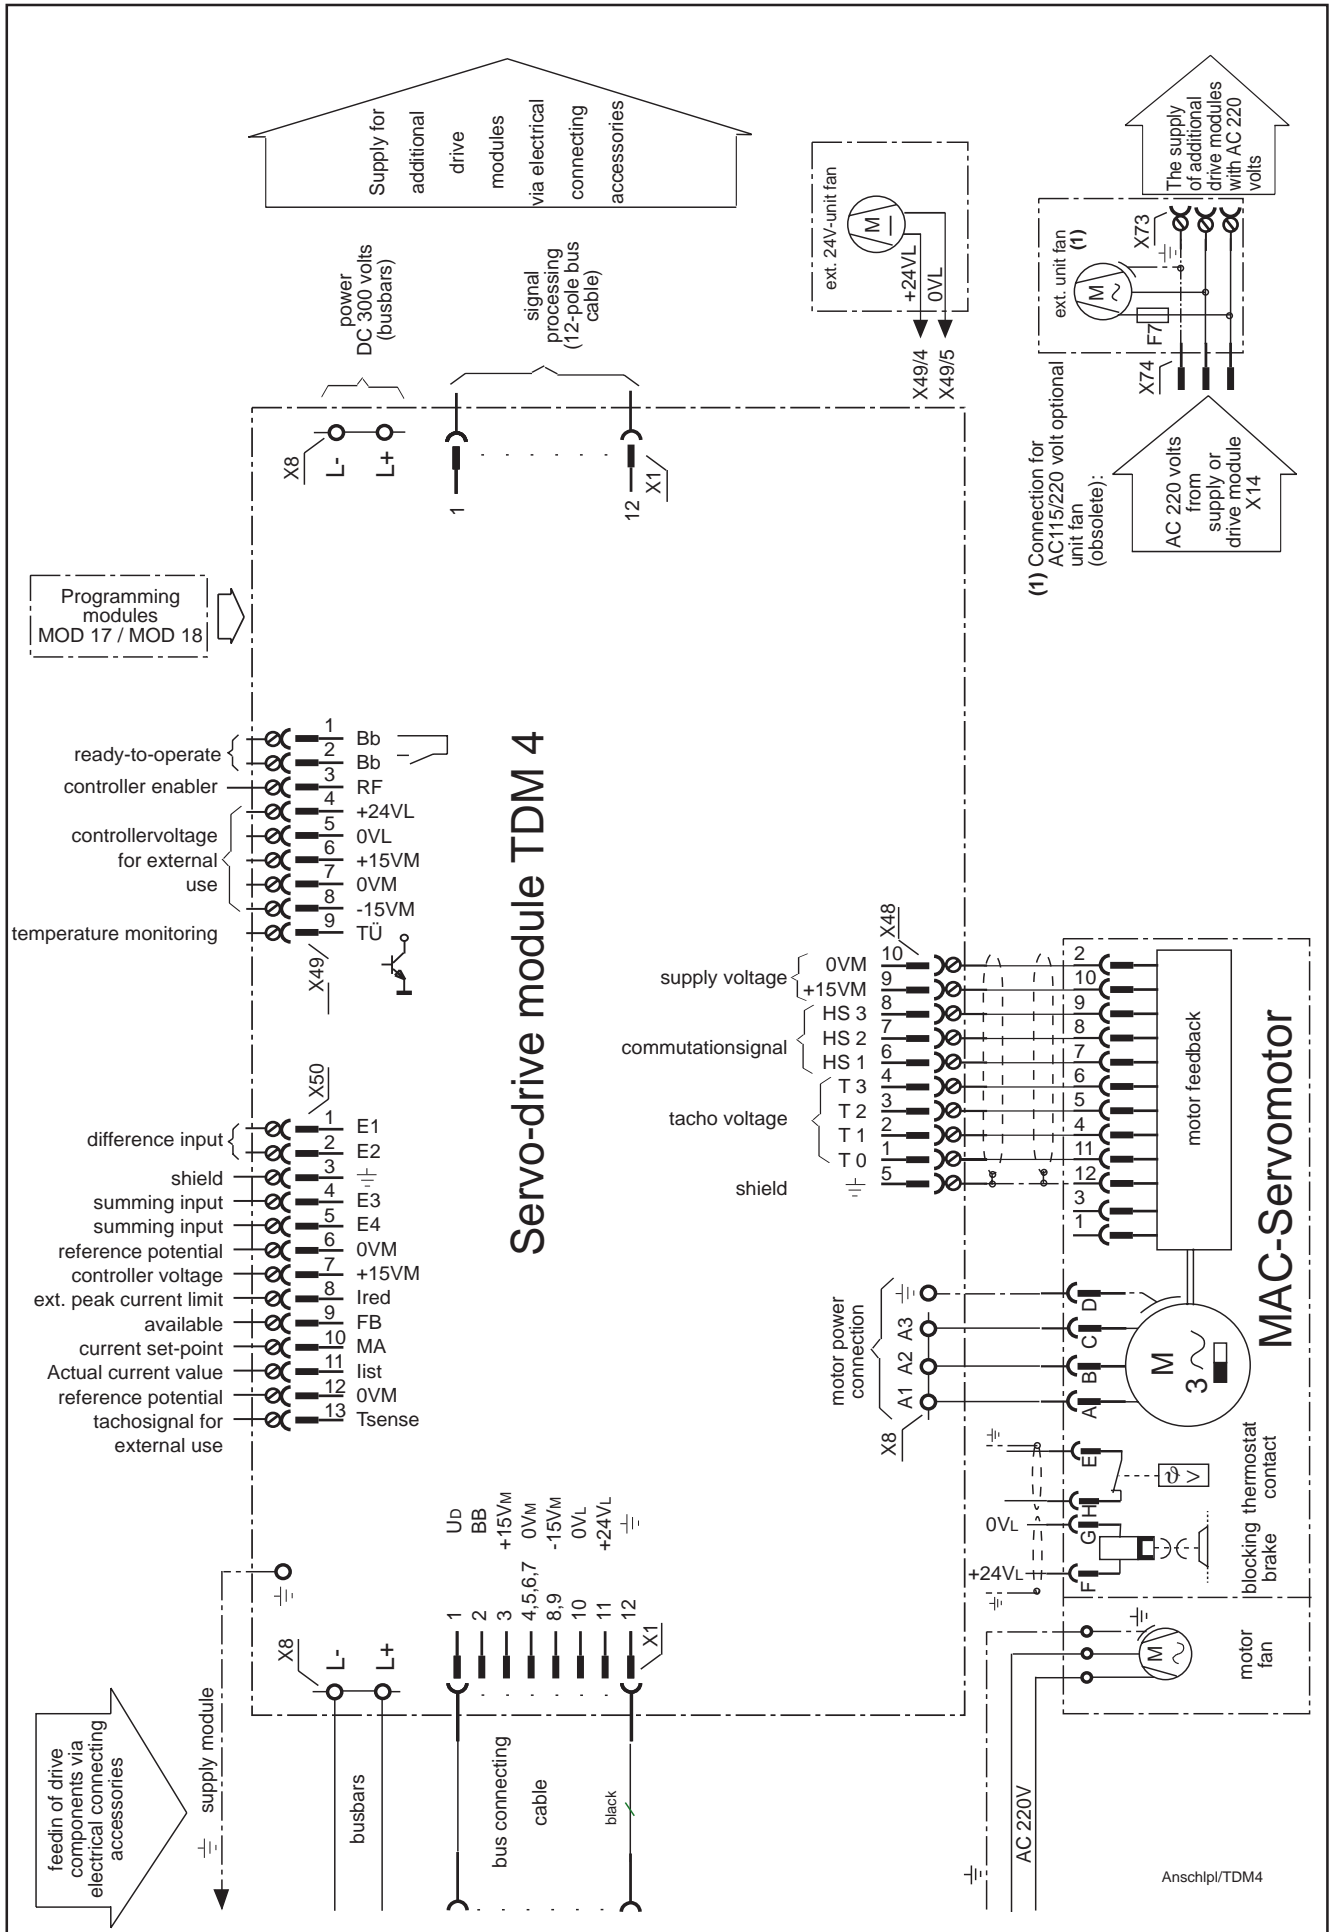 Supply for
additional
drive
modules
via electrical
connecting
accessories
The supply
of additional
drive modules
with AC 220
volts
power
DC 300 volts
(busbars)
signal
processing
(12-pole bus
cable)
ext. 24V-unit fan
M
+24VL
0VL
X49/4
X49/5
ext. unit fan
(1)
M
F7
X73
X74
X8
L-
L+
1
12
X1
(1) Connection for
AC115/220 volt optional
unit fan
(obsolete):
AC 220 volts
from
supply or
drive module
X14
Programming
modules
MOD 17 / MOD 18
Servo-drive module TDM 4
ready-to-operate
1 Bb
2 Bb
controller enabler 3 RF
controllervoltage
for external
use
4 +24VL
5 0VL
6 +15VM
7 0VM
8 -15VM
temperature monitoring 9 TÜ
X49
X50
difference input
1 E1
2 E2
shield 3
summing input 4 E3
summing input 5 E4
reference potential 6 0VM
controller voltage 7 +15VM
ext. peak current limit 8 Ired
available 9 FB
current set-point 10 MA
Actual current value 11 Iist
reference potential 12 0VM
tachosignal for
external use
13 Tsense
X48
supply voltage
0VM 10 2
+15VM 9 10
commutationsignal
HS 3 8 9
HS 2 7 8
HS 1 6 7
tacho voltage
T 3 4 6
T 2 3 5
T 1 2 4
T 0 1 11
shield 5 12
3
1
motor feedback
MAC-Servomotor
motor power
connection
X8
A1
A2
A3
D
C
B
A
M
3
E
H
G
F
0VL
+24VL
ϑ >
thermostat
contact
blocking
brake
M
motor
fan
AC 220V
UD
BB
+15VM
0VM
-15VM
0VL
+24VL
1
2
3
4,5,6,7
8,9
10
11
12
X1
X8
L-
L+
feedin of drive
components via
electrical connecting
accessories
supply module
busbars
bus connecting
cable
black
Anschlpl/TDM4